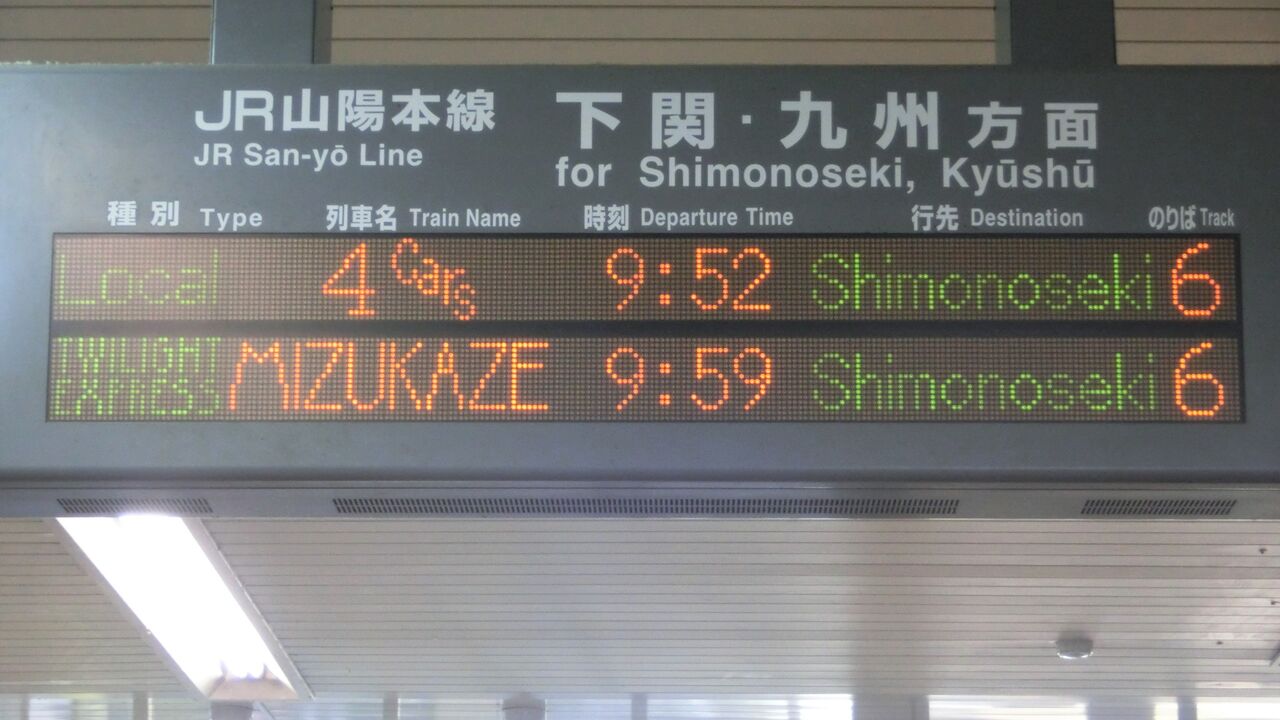 JR山陽本線 下関・九州方面
JR San-yō Line for Shimonoseki, Kyūshū
種別 Type 列車名 Train Name 時刻 Departure Time 行先 Destination のりば Track
Local 4 Cars 9:52 Shimonoseki 6
TWILIGHT EXPRESS MIZUKAZE 9:59 Shimonoseki 6